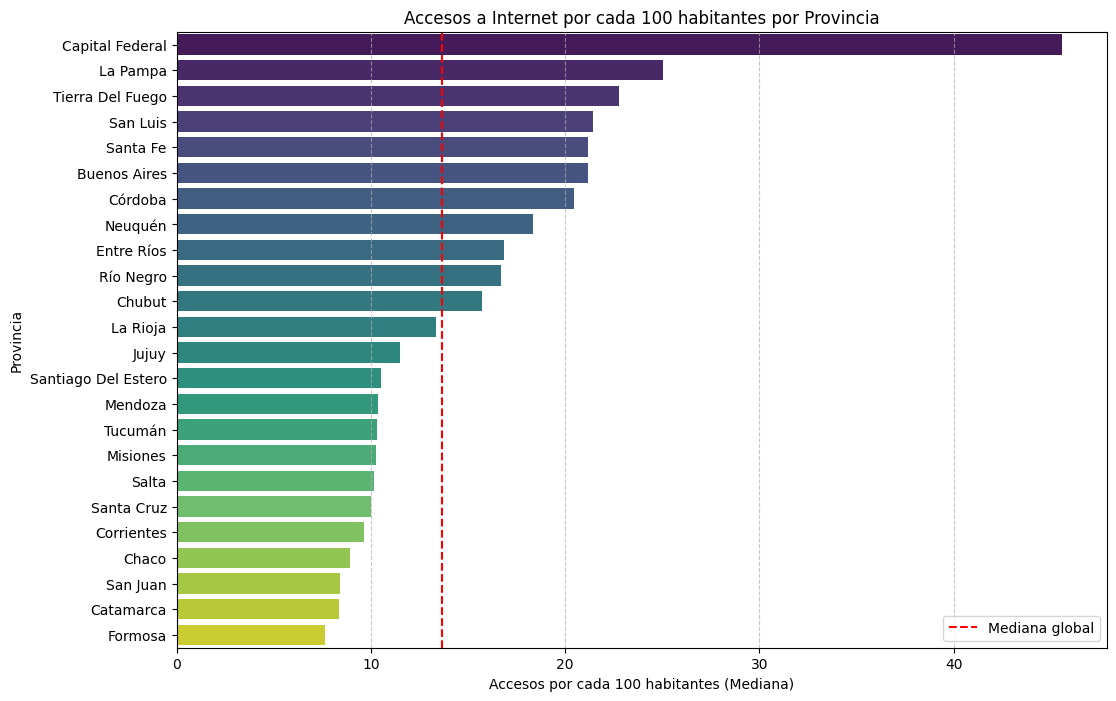 Accesos a Internet por cada 100 habitantes por Provincia
Provincia
Capital Federal
La Pampa
Tierra Del Fuego
San Luis
Santa Fe
Buenos Aires
Córdoba
Neuquén
Entre Ríos
Río Negro
Chubut
La Rioja
Jujuy
Santiago Del Estero
Mendoza
Tucumán
Misiones
Salta
Santa Cruz
Corrientes
Chaco
San Juan
Catamarca
Formosa
Mediana global
0 10 20 30 40
Accesos por cada 100 habitantes (Mediana)